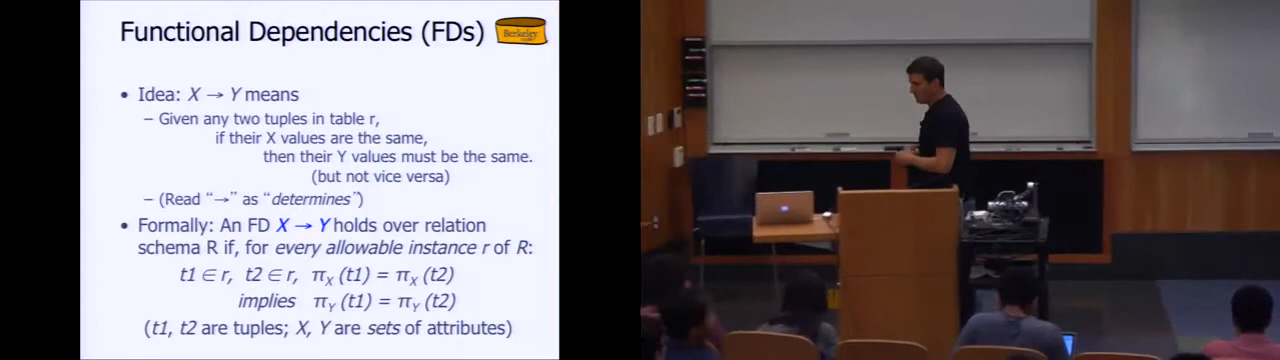 Functional Dependencies (FDs)
Berkeley
• Idea: X → Y means
– Given any two tuples in table r,
if their X values are the same,
then their Y values must be the same.
(but not vice versa)
– (Read “→” as “determines”)
• Formally: An FD X → Y holds over relation
schema R if, for every allowable instance r of R:
t1 ∈ r, t2 ∈ r, πX (t1) = πX (t2)
implies πY (t1) = πY (t2)
(t1, t2 are tuples; X, Y are sets of attributes)